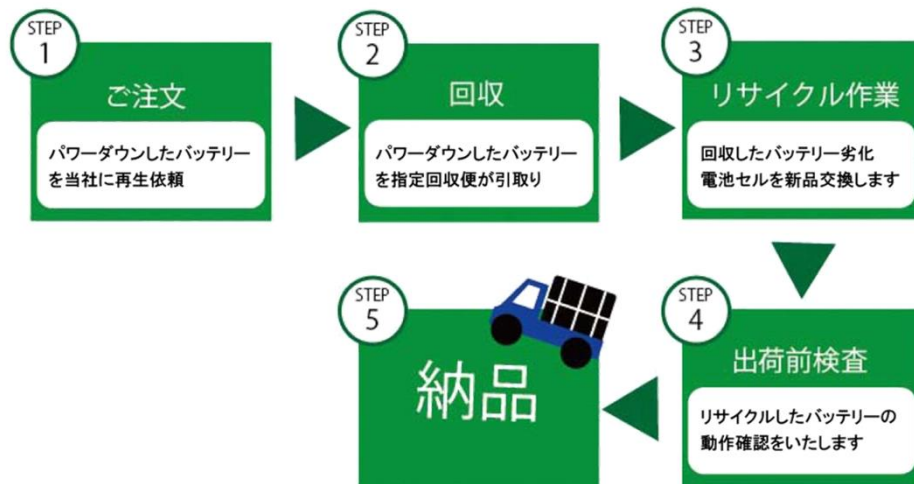 STEP
1
ご注文
パワーダウンしたバッテリー
を当社に再生依頼
STEP
2
回収
パワーダウンしたバッテリー
を指定回収便が引取り
STEP
3
リサイクル作業
回収したバッテリー劣化
電池セルを新品交換します
STEP
4
出荷前検査
リサイクルしたバッテリーの
動作確認をいたします
STEP
5
納品